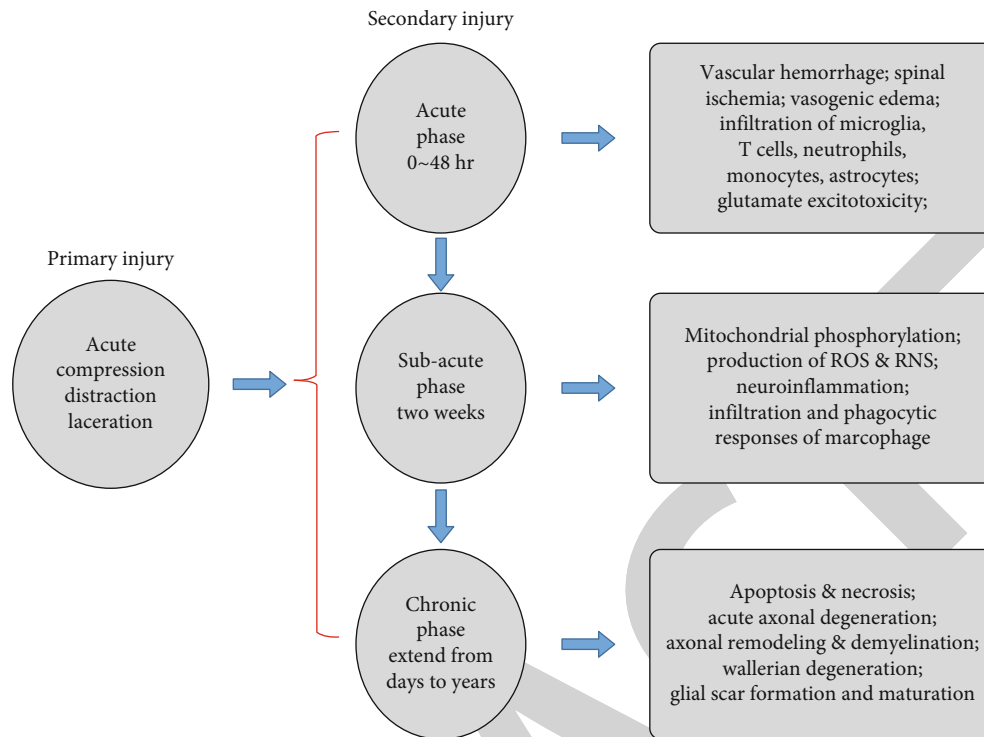 Secondary injury
Acute
phase
0~48 hr
Vascular hemorrhage; spinal
ischemia; vasogenic edema;
infiltration of microglia,
T cells, neutrophils,
monocytes, astrocytes;
glutamate excitotoxicity;
Primary injury
Acute
compression
distraction
laceration
Sub-acute
phase
two weeks
Mitochondrial phosphorylation;
production of ROS & RNS;
neuroinflammation;
infiltration and phagocytic
responses of marcophage
Chronic
phase
extend from
days to years
Apoptosis & necrosis;
acute axonal degeneration;
axonal remodeling & demyelination;
wallerian degeneration;
glial scar formation and maturation